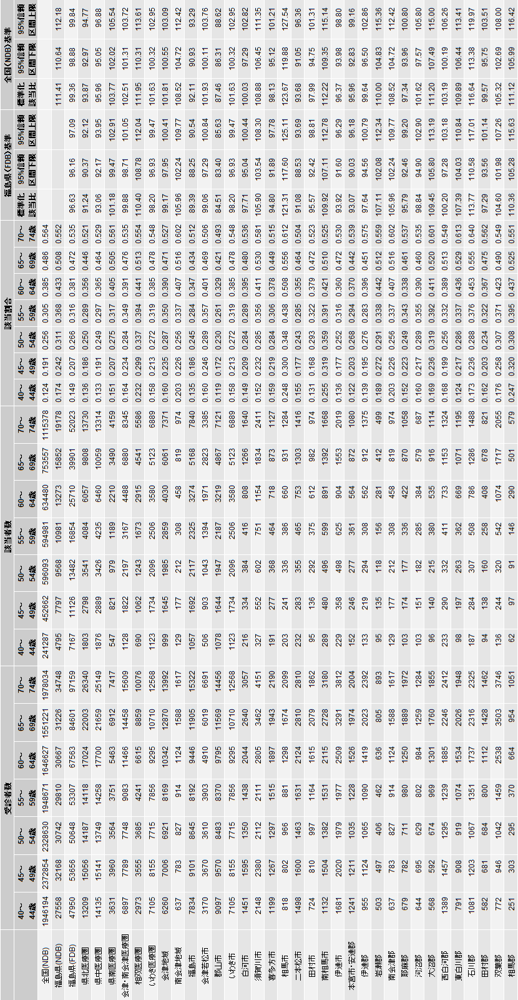 受診者数 該当者数 該当割合 福島県(FDB)基準 全国(NDB)基準
40～44歳 45～49歳 50～54歳 55～59歳 60～64歳 65～69歳 70～74歳 40～44歳 45～49歳 50～54歳 55～59歳 60～64歳 65～69歳 70～74歳 40～44歳 45～49歳 50～54歳 55～59歳 60～64歳 65～69歳 70～74歳 標準化該当比 95%信頼区間下限 95%信頼区間上限 標準化該当比 95%信頼区間下限 95%信頼区間上限
全国(NDB) 1946194 2372854 2328630 1948671 1646627 1551221 1978034 241287 452662 596093 594981 634480 753557 1115378 0.124 0.191 0.256 0.305 0.385 0.486 0.564
福島県(NDB) 27558 32168 30742 29810 30667 31226 34748 4795 7797 9568 10981 13273 15852 19178 0.174 0.242 0.311 0.368 0.433 0.508 0.552 111.41 110.64 112.18
福島県(FDB) 47950 53656 50648 53307 67563 84601 97159 7167 11126 13482 16854 25710 39901 52023 0.149 0.207 0.266 0.316 0.381 0.472 0.535 96.63 96.16 97.09 99.36 98.88 99.84
県北医療圏 13209 15056 14187 14118 17024 22003 26340 1803 2798 3541 4084 6057 9808 13730 0.136 0.186 0.250 0.289 0.356 0.446 0.521 91.24 90.37 92.12 93.87 92.97 94.77
県中医療圏 14135 15141 13749 14258 17700 21659 25149 1876 2889 3426 4235 6460 10059 13314 0.133 0.191 0.249 0.297 0.365 0.464 0.529 93.06 92.17 93.95 95.96 95.05 96.88
県南医療圏 3631 3960 3564 3751 5463 6912 7417 547 821 979 1189 2210 3490 4159 0.151 0.207 0.275 0.317 0.405 0.505 0.561 101.18 99.47 102.91 103.77 102.02 105.54
会津・南会津医療圏 6897 7789 7748 9083 11466 14458 15609 1128 1822 2197 3167 4488 6880 8345 0.164 0.234 0.284 0.349 0.391 0.476 0.535 99.88 98.71 101.05 102.51 101.31 103.72
相双医療圏 2973 3555 3685 4241 6615 8859 10076 690 1062 1243 1673 2915 4541 5586 0.232 0.299 0.337 0.394 0.441 0.513 0.554 110.40 108.78 112.04 111.95 110.31 113.61
いわき医療圏 7105 8155 7715 7856 9295 10710 12568 1123 1734 2096 2506 3580 5123 6889 0.158 0.213 0.272 0.319 0.385 0.478 0.548 98.20 96.93 99.47 101.63 100.32 102.95
会津地域 6260 7006 6921 8169 10342 12870 13992 999 1645 1985 2859 4030 6061 7371 0.160 0.235 0.287 0.350 0.390 0.471 0.527 99.17 97.95 100.41 101.81 100.55 103.09
南会津地域 637 783 827 914 1124 1588 1617 129 177 212 308 458 819 974 0.203 0.226 0.256 0.337 0.407 0.516 0.602 105.96 102.24 109.77 108.52 104.72 112.42
福島市 7834 9101 8645 8192 9446 11905 15322 1057 1692 2117 2325 3274 5168 7840 0.135 0.186 0.245 0.284 0.347 0.434 0.512 89.39 88.25 90.54 92.11 90.93 93.29
会津若松市 3170 3670 3610 3903 4910 6019 6691 506 903 1043 1394 1971 2823 3385 0.160 0.246 0.289 0.357 0.401 0.469 0.506 99.06 97.29 100.84 101.93 100.11 103.76
郡山市 9097 9570 8483 8370 9795 11569 14456 1078 1644 1947 2187 3219 4867 7121 0.119 0.172 0.230 0.261 0.329 0.421 0.493 84.51 83.40 85.63 87.46 86.31 88.62
いわき市 7105 8155 7715 7856 9295 10710 12568 1123 1734 2096 2506 3580 5123 6889 0.158 0.213 0.272 0.319 0.385 0.478 0.548 98.20 96.93 99.47 101.63 100.32 102.95
白河市 1451 1595 1350 1438 2044 2640 3057 216 334 384 416 808 1266 1640 0.149 0.209 0.284 0.289 0.395 0.480 0.536 97.71 95.04 100.44 100.03 97.29 102.82
須賀川市 2148 2380 2112 2111 2805 3462 4151 327 552 602 751 1154 1834 2411 0.152 0.232 0.285 0.356 0.411 0.530 0.581 105.90 103.54 108.30 108.88 106.45 111.35
喜多方市 1199 1267 1297 1515 1897 1943 2190 191 277 368 464 718 873 1127 0.159 0.219 0.284 0.306 0.378 0.449 0.515 94.80 91.89 97.78 98.13 95.12 101.21
相馬市 818 802 966 881 1298 1674 2099 203 241 336 386 660 931 1284 0.248 0.300 0.348 0.438 0.508 0.556 0.612 121.31 117.60 125.11 123.67 119.88 127.54
二本松市 1498 1600 1463 1631 2124 2810 2810 232 283 355 465 753 1303 1416 0.155 0.177 0.243 0.285 0.355 0.464 0.504 91.08 88.53 93.69 93.68 91.05 96.36
田村市 724 810 997 1164 1615 2079 1862 95 136 292 375 612 982 974 0.131 0.168 0.293 0.322 0.379 0.472 0.523 95.57 92.42 98.81 97.99 94.75 101.31
南相馬市 1132 1504 1382 1531 2115 2728 3180 289 480 496 599 891 1392 1668 0.255 0.319 0.359 0.391 0.421 0.510 0.525 109.92 107.11 112.78 112.22 109.35 115.14
伊達市 1681 2020 1979 1977 2509 3291 3812 229 358 498 625 904 1553 2019 0.136 0.177 0.252 0.316 0.360 0.472 0.530 93.92 91.60 96.29 96.37 93.98 98.80
本宮市・安達郡 1241 1211 1035 1228 1526 1974 2004 152 246 277 361 564 872 1080 0.122 0.203 0.268 0.294 0.370 0.442 0.539 93.07 90.03 96.18 95.96 92.83 99.16
伊達郡 955 1124 1065 1090 1419 2023 2392 133 219 294 308 562 912 1375 0.139 0.195 0.276 0.283 0.396 0.451 0.575 97.64 94.56 100.79 99.64 96.50 102.86
岩瀬郡 503 497 406 462 636 805 893 95 135 118 156 281 412 499 0.189 0.272 0.291 0.338 0.442 0.512 0.559 107.11 102.08 112.34 110.00 104.83 115.36
南会津郡 637 783 827 914 1124 1588 1617 129 177 212 308 458 819 974 0.203 0.226 0.256 0.337 0.407 0.516 0.602 105.96 102.24 109.77 108.52 104.72 112.42
耶麻郡 679 782 711 980 1250 1889 1972 103 174 177 336 422 870 1058 0.152 0.223 0.249 0.343 0.338 0.461 0.537 95.79 92.46 99.20 97.34 93.96 100.80
河沼郡 644 695 629 802 984 1259 1284 103 151 182 285 384 579 687 0.160 0.217 0.289 0.355 0.390 0.460 0.535 98.84 94.90 102.90 101.62 97.57 105.80
大沼郡 568 592 674 969 1301 1760 1855 96 140 215 380 535 916 1114 0.169 0.236 0.319 0.392 0.411 0.520 0.601 109.45 105.80 113.19 111.20 107.49 115.00
西白河郡 1389 1457 1295 1239 1885 2246 2412 233 290 332 411 733 1153 1324 0.168 0.199 0.256 0.332 0.389 0.513 0.549 100.20 97.28 103.18 103.19 100.19 106.26
東白川郡 791 908 919 1074 1534 2026 1948 98 197 263 362 669 1071 1195 0.124 0.217 0.286 0.337 0.436 0.529 0.613 107.39 104.03 110.84 109.89 106.44 113.41
石川郡 1081 1203 1067 1351 1737 2316 2325 187 284 307 508 786 1286 1488 0.173 0.236 0.288 0.376 0.453 0.555 0.640 113.77 110.58 117.01 116.64 113.38 119.97
田村郡 582 681 684 800 1112 1428 1462 94 138 160 258 408 678 821 0.162 0.203 0.234 0.322 0.367 0.475 0.562 97.29 93.56 101.14 99.57 95.75 103.51
双葉郡 772 946 1042 1459 2538 3503 3746 136 244 320 542 1074 1717 2055 0.176 0.258 0.307 0.371 0.423 0.490 0.549 104.60 101.98 107.26 105.32 102.69 108.00
相馬郡 251 303 295 370 664 954 1051 62 97 91 146 290 501 579 0.247 0.320 0.308 0.395 0.437 0.525 0.551 110.36 105.28 115.63 111.12 105.99 116.42